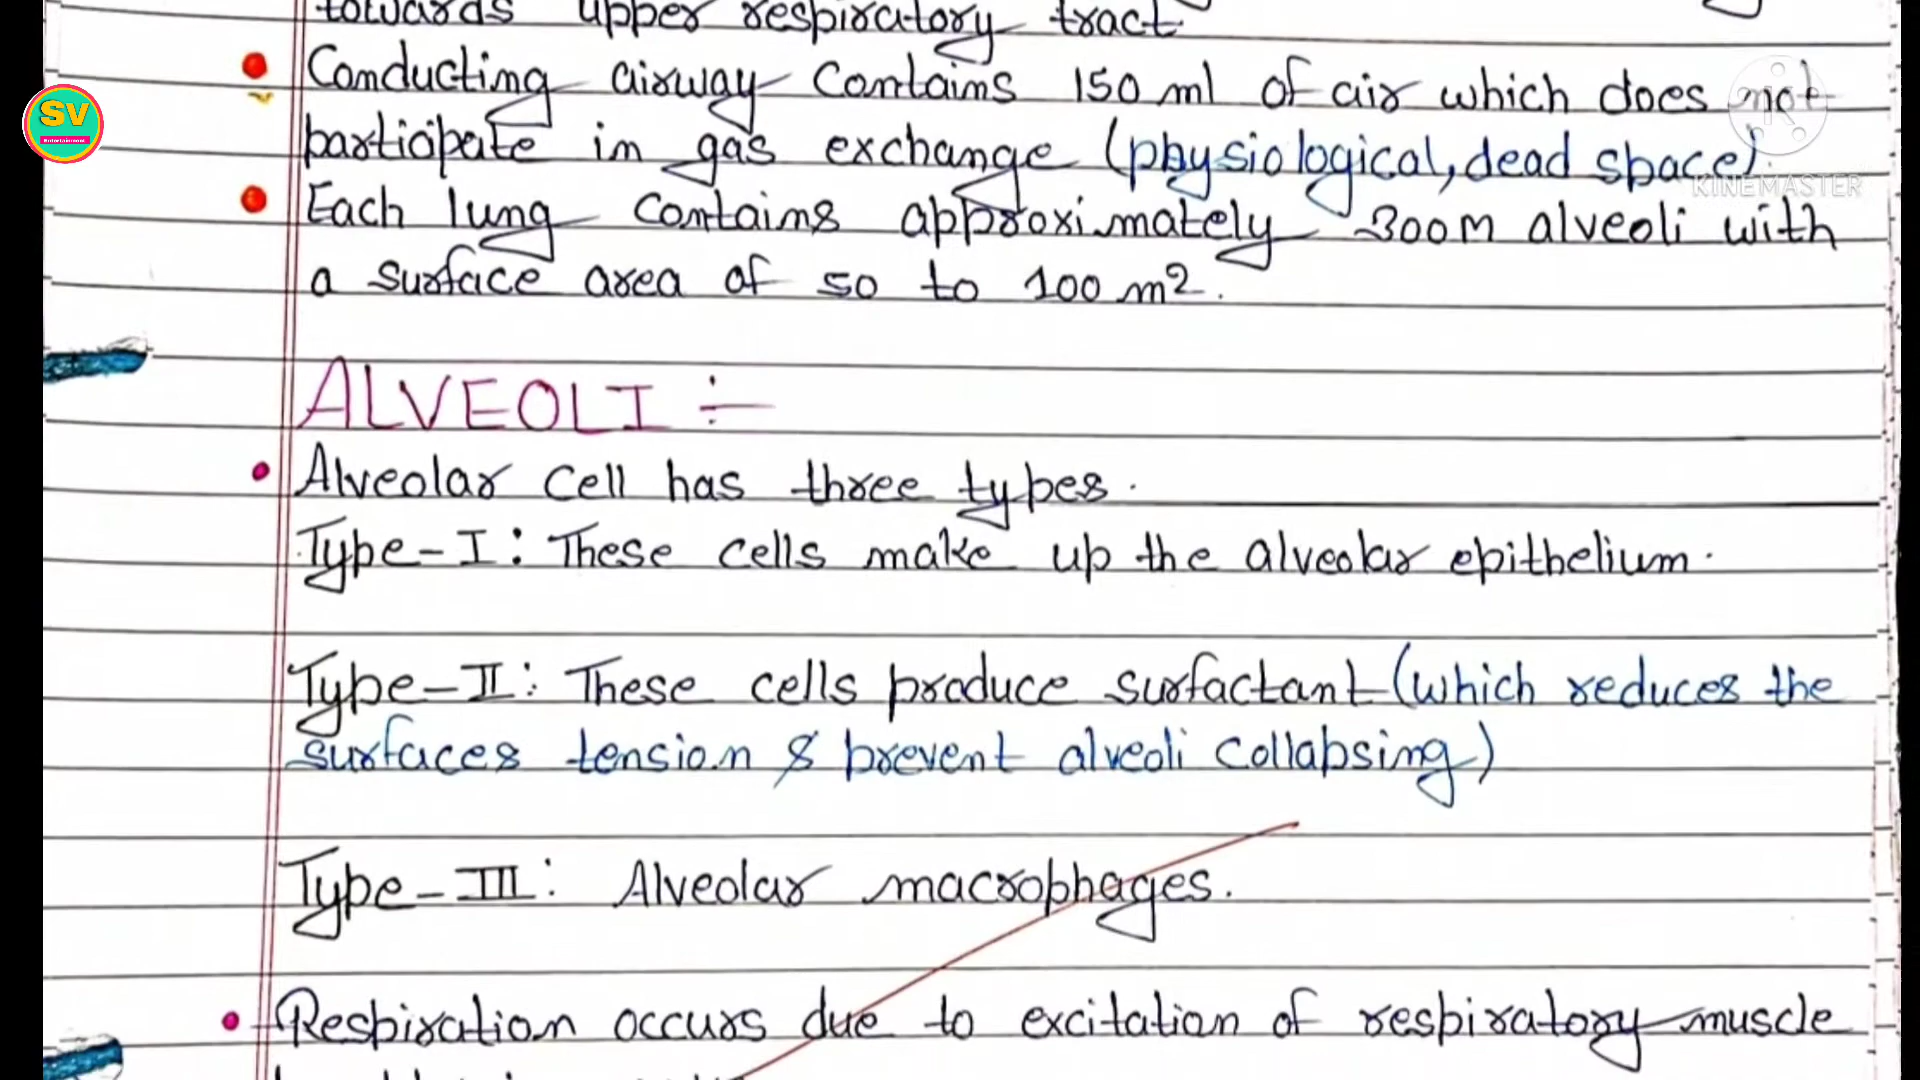 towards upper respiratory tract
Conducting airway contains 150 ml of air which does not
participate in gas exchange (physiological, dead space).
Each lung contains approximately 300M alveoli with
a surface area of 50 to 100 m².
ALVEOLI :-
Alveolar cell has three types.
Type-I : These cells make up the alveolar epithelium.
Type-II : These cells produce surfactant (which reduces the
surfaces tension & prevent alveoli collapsing)
Type-III : Alveolar macrophages.
Respiration occurs due to excitation of respiratory muscle
SV
Entertainment
K
KINEMASTER